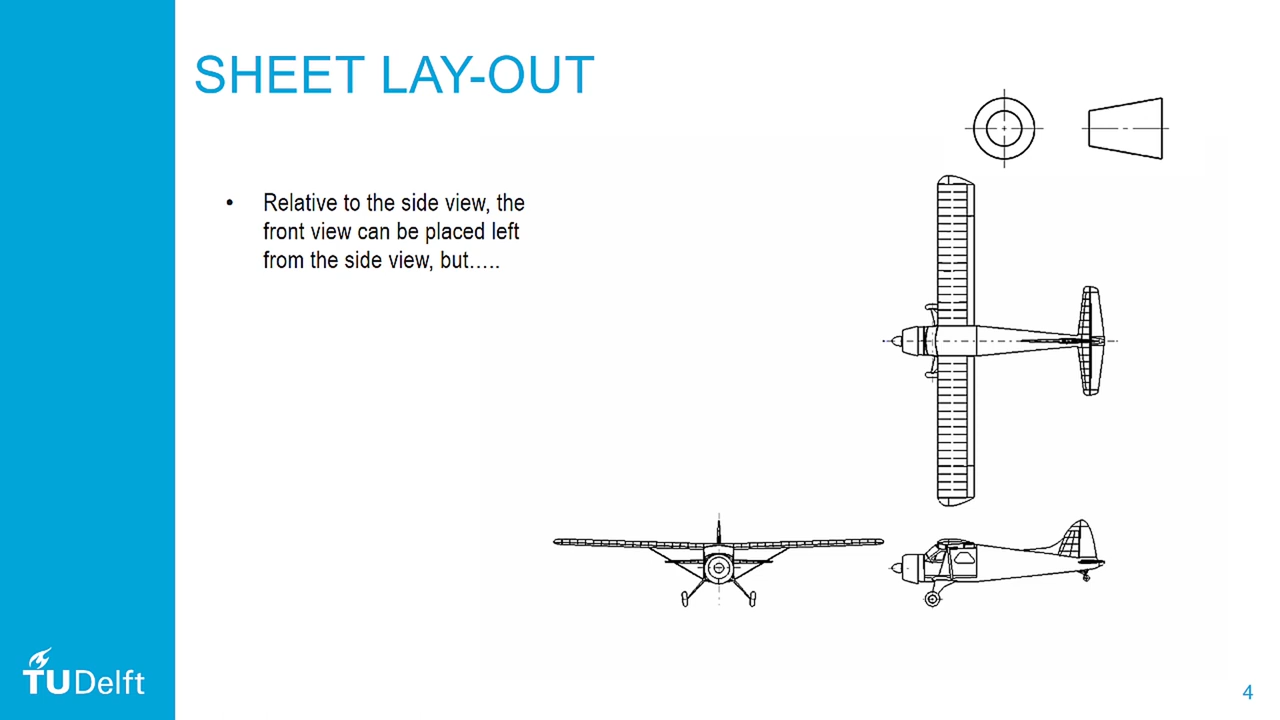 SHEET LAY-OUT
• Relative to the side view, the
front view can be placed left
from the side view, but…..
TUDelft
4